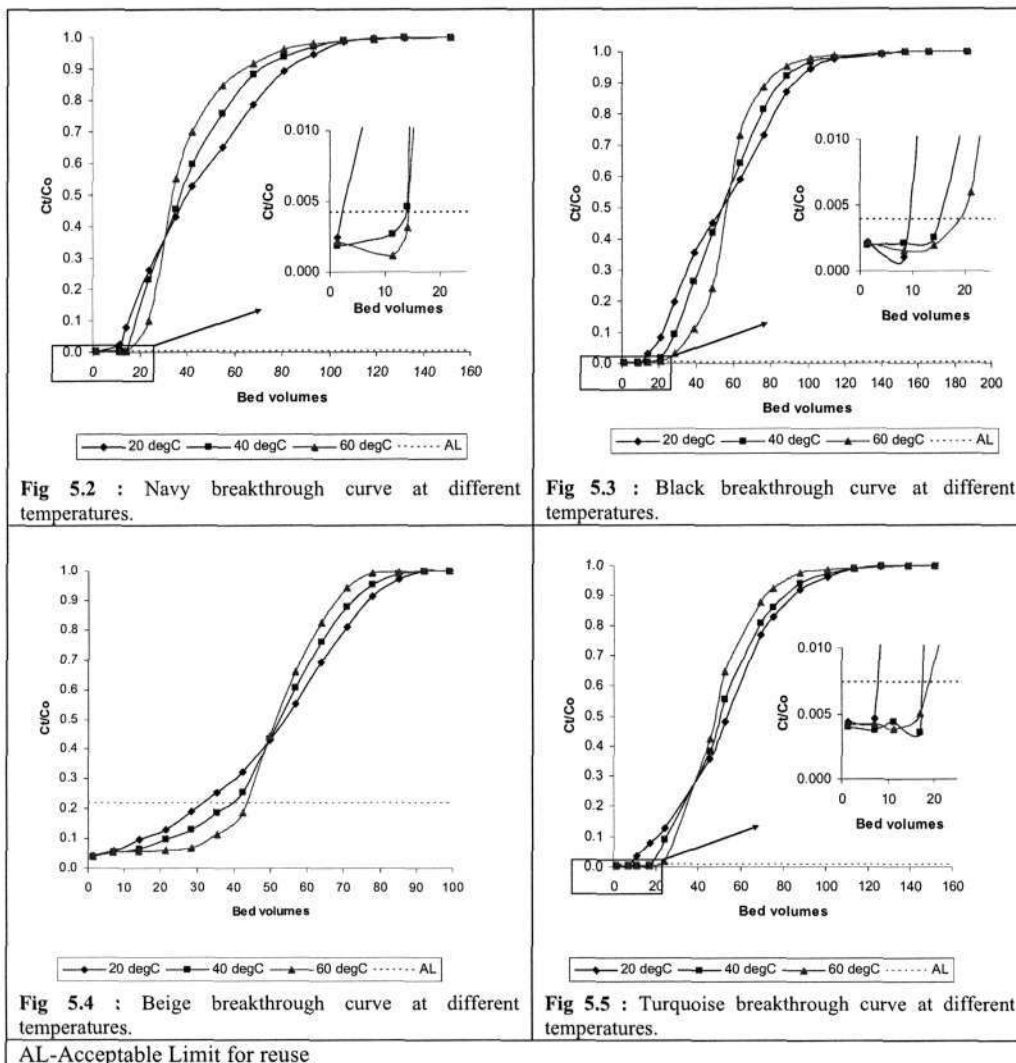 1.0
0.9
0.8
0.7
0.6
0.5
0.4
0.3
0.2
0.1
0.0
Ct/Co
0 20 40 60 80 100 120 140 160
Bed volumes
0.010
0.005
0.000
Ct/Co
0 10 20
Bed volumes
20 degC 40 degC 60 degC AL
Fig 5.2 : Navy breakthrough curve at different
temperatures.
1.0
0.9
0.8
0.7
0.6
0.5
0.4
0.3
0.2
0.1
0.0
Ct/Co
0 20 40 60 80 100 120 140 160 180 200
Bed volumes
0.010
0.005
0.000
Ct/Co
0 10 20
Bed volumes
20 degC 40 degC 60 degC AL
Fig 5.3 : Black breakthrough curve at different
temperatures.
1.0
0.9
0.8
0.7
0.6
0.5
0.4
0.3
0.2
0.1
0.0
Ct/Co
0 10 20 30 40 50 60 70 80 90 100
Bed volumes
20 degC 40 degC 60 degC AL
Fig 5.4 : Beige breakthrough curve at different
temperatures.
1.0
0.9
0.8
0.7
0.6
0.5
0.4
0.3
0.2
0.1
0.0
Ct/Co
0 20 40 60 80 100 120 140 160
Bed volumes
0.010
0.005
0.000
Ct/Co
0 10 20
Bed volumes
20 degC 40 degC 60 degC AL
Fig 5.5 : Turquoise breakthrough curve at different
temperatures.
AL-Acceptable Limit for reuse